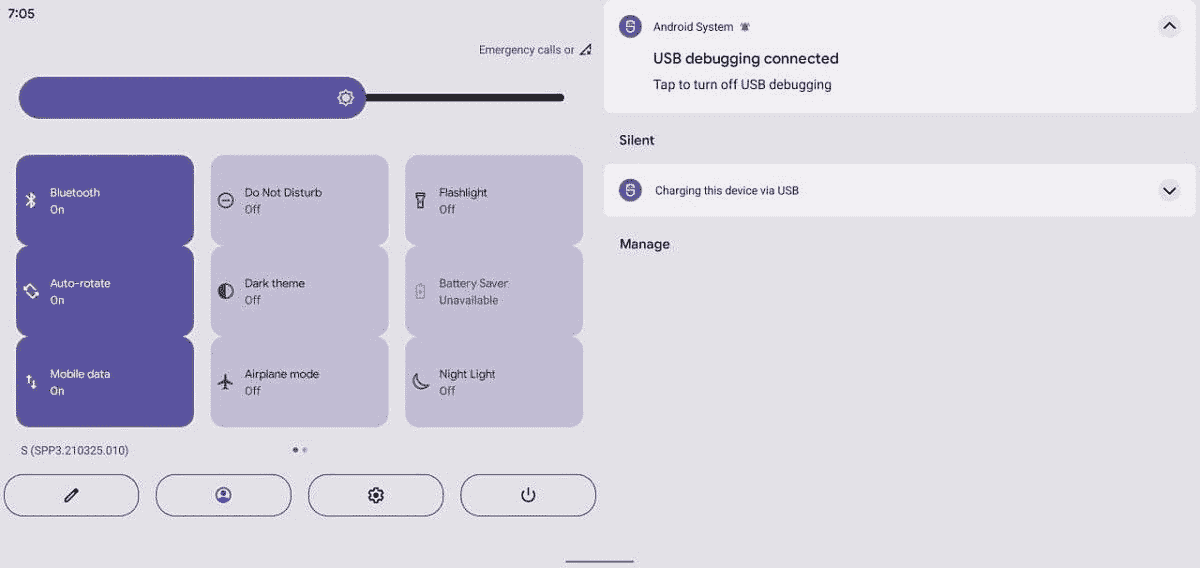 7:05
Emergency calls or
Bluetooth
On
Do Not Disturb
Off
Flashlight
Off
Auto-rotate
On
Dark theme
Off
Battery Saver
Unavailable
Mobile data
On
Airplane mode
Off
Night Light
Off
S (SPP3.210325.010)
Android System
USB debugging connected
Tap to turn off USB debugging
Silent
Charging this device via USB
Manage